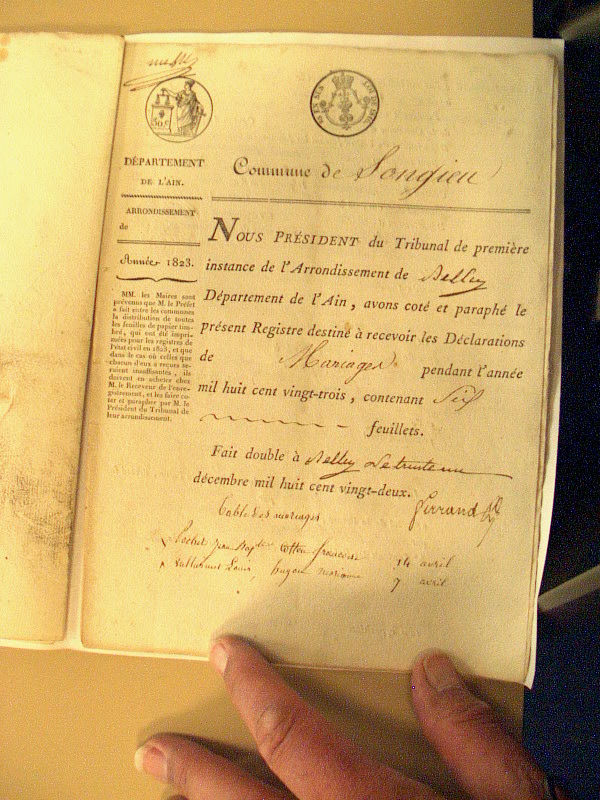 50.c
DÉPARTEMENT
DE L'AIN.
ARRONDISSEMENT
de
Année 1823.
MM. les Maires sont
prévenus que M. le Préfet
a fait entre les communes
la distribution de toutes
les feuilles de papier tim-
bré, qui ont été impri-
mées pour les registres de
l'état civil en 1823, et que
dans le cas où celles que
chacun d'eux a reçues se-
raient insuffisantes, ils
devront en acheter chez
M. le Receveur de l'enre-
gistrement, et les faire co-
ter et parapher par M. le
Président du Tribunal de
leur arrondissement.
Commune de Songieu
NOUS PRÉSIDENT du Tribunal de première
instance de l'Arrondissement de Belley
Département de l'Ain, avons coté et paraphé le
présent Registre destiné à recevoir les Déclarations
de Mariages pendant l'année
mil huit cent vingt-trois, contenant Six
feuillets.
Fait double à Belley Le trente un
décembre mil huit cent vingt-deux.
Table des mariages
Jean Bapte françoise 14 avril
Louis 7 avril